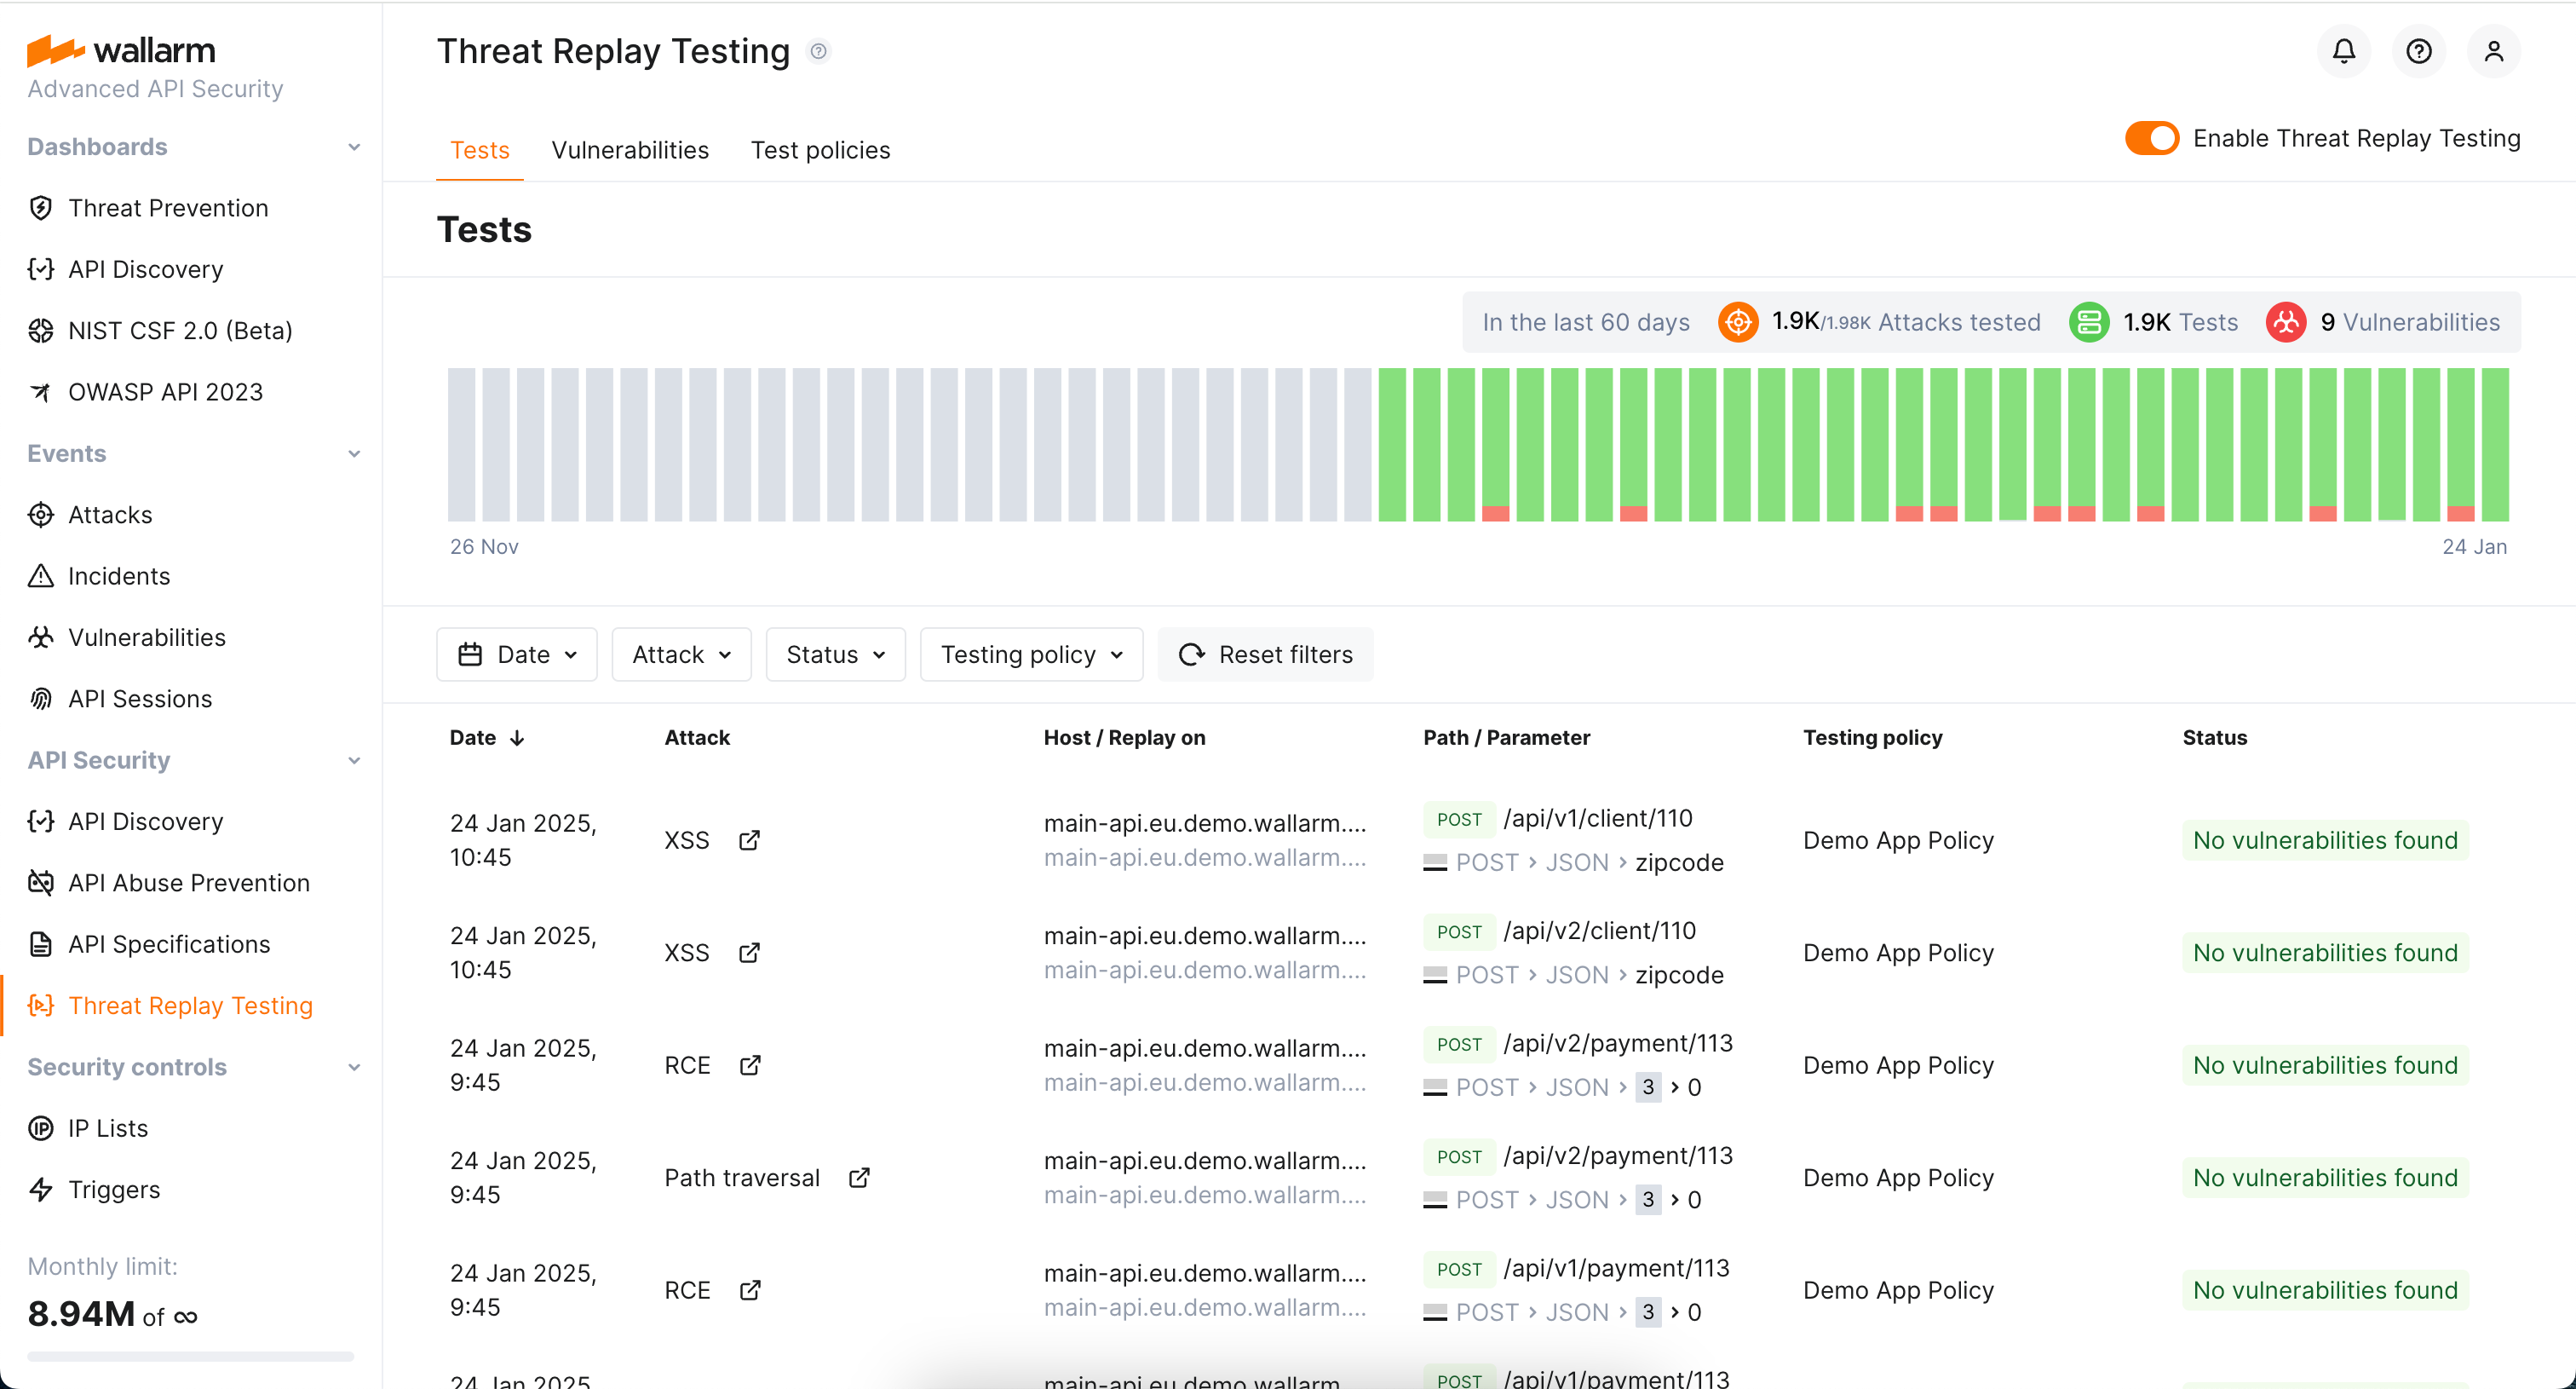 wallarm
Advanced API Security
Dashboards
Threat Prevention
API Discovery
NIST CSF 2.0 (Beta)
OWASP API 2023
Events
Attacks
Incidents
Vulnerabilities
API Sessions
API Security
API Discovery
API Abuse Prevention
API Specifications
Threat Replay Testing
Security controls
IP Lists
Triggers
Monthly limit:
8.94M of ∞
Threat Replay Testing
Tests Vulnerabilities Test policies
Enable Threat Replay Testing
Tests
In the last 60 days 1.9K/1.98K Attacks tested 1.9K Tests 9 Vulnerabilities
26 Nov 24 Jan
Date Attack Status Testing policy Reset filters
Date Attack Host / Replay on Path / Parameter Testing policy Status
24 Jan 2025, 10:45 XSS main-api.eu.demo.wallarm.... POST /api/v1/client/110 Demo App Policy No vulnerabilities found
main-api.eu.demo.wallarm.... POST › JSON › zipcode
24 Jan 2025, 10:45 XSS main-api.eu.demo.wallarm.... POST /api/v2/client/110 Demo App Policy No vulnerabilities found
main-api.eu.demo.wallarm.... POST › JSON › zipcode
24 Jan 2025, 9:45 RCE main-api.eu.demo.wallarm.... POST /api/v2/payment/113 Demo App Policy No vulnerabilities found
main-api.eu.demo.wallarm.... POST › JSON › 3 › 0
24 Jan 2025, 9:45 Path traversal main-api.eu.demo.wallarm.... POST /api/v2/payment/113 Demo App Policy No vulnerabilities found
main-api.eu.demo.wallarm.... POST › JSON › 3 › 0
24 Jan 2025, 9:45 RCE main-api.eu.demo.wallarm.... POST /api/v1/payment/113 Demo App Policy No vulnerabilities found
main-api.eu.demo.wallarm.... POST › JSON › 3 › 0
24 Jan 2025 main-api.eu.demo.wallarm POST /api/v1/payment/113